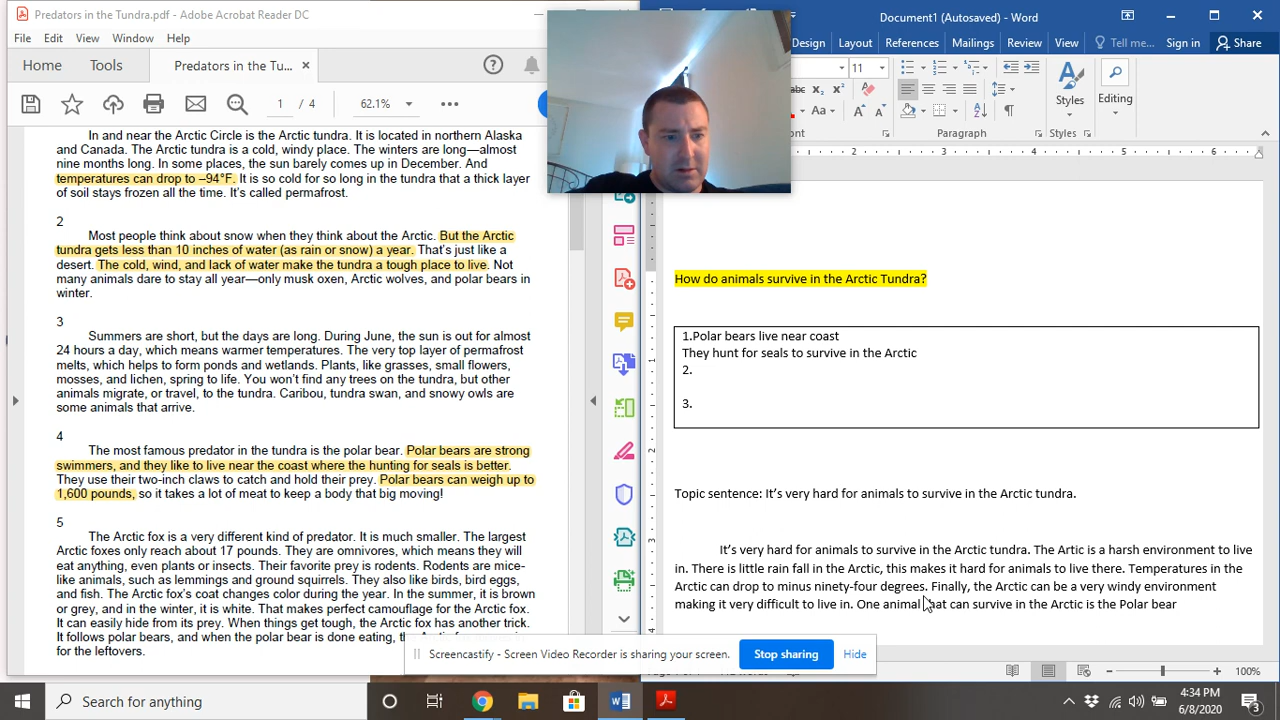 Predators in the Tundra.pdf - Adobe Acrobat Reader DC
File Edit View Window Help
Home Tools Predators in the Tu... ×
1 / 4 62.1%
In and near the Arctic Circle is the Arctic tundra. It is located in northern Alaska
and Canada. The Arctic tundra is a cold, windy place. The winters are long—almost
nine months long. In some places, the sun barely comes up in December. And
temperatures can drop to –94°F. It is so cold for so long in the tundra that a thick layer
of soil stays frozen all the time. It's called permafrost.
2
Most people think about snow when they think about the Arctic. But the Arctic
tundra gets less than 10 inches of water (as rain or snow) a year. That's just like a
desert. The cold, wind, and lack of water make the tundra a tough place to live. Not
many animals dare to stay all year—only musk oxen, Arctic wolves, and polar bears in
winter.
3
Summers are short, but the days are long. During June, the sun is out for almost
24 hours a day, which means warmer temperatures. The very top layer of permafrost
melts, which helps to form ponds and wetlands. Plants, like grasses, small flowers,
mosses, and lichen, spring to life. You won't find any trees on the tundra, but other
animals migrate, or travel, to the tundra. Caribou, tundra swan, and snowy owls are
some animals that arrive.
4
The most famous predator in the tundra is the polar bear. Polar bears are strong
swimmers, and they like to live near the coast where the hunting for seals is better.
They use their two-inch claws to catch and hold their prey. Polar bears can weigh up to
1,600 pounds, so it takes a lot of meat to keep a body that big moving!
5
The Arctic fox is a very different kind of predator. It is much smaller. The largest
Arctic foxes only reach about 17 pounds. They are omnivores, which means they will
eat anything, even plants or insects. Their favorite prey is rodents. Rodents are mice-
like animals, such as lemmings and ground squirrels. They also like birds, bird eggs,
and fish. The Arctic fox's coat changes color during the year. In the summer, it is brown
or grey, and in the winter, it is white. That makes perfect camouflage for the Arctic fox.
It can easily hide from its prey. When things get tough, the Arctic fox has another trick.
It follows polar bears, and when the polar bear is done eating,
for the leftovers.
Document1 (Autosaved) - Word
Design Layout References Mailings Review View Tell me... Sign in Share
11
Styles Editing
Paragraph Styles
2 3 4 5 6
How do animals survive in the Arctic Tundra?
1.Polar bears live near coast
They hunt for seals to survive in the Arctic
2.
3.
Topic sentence: It's very hard for animals to survive in the Arctic tundra.
It's very hard for animals to survive in the Arctic tundra. The Artic is a harsh environment to live
in. There is little rain fall in the Arctic, this makes it hard for animals to live there. Temperatures in the
Arctic can drop to minus ninety-four degrees. Finally, the Arctic can be a very windy environment
making it very difficult to live in. One animal that can survive in the Arctic is the Polar bear
Screencastify - Screen Video Recorder is sharing your screen. Stop sharing Hide
100%
Search for anything
4:34 PM
6/8/2020